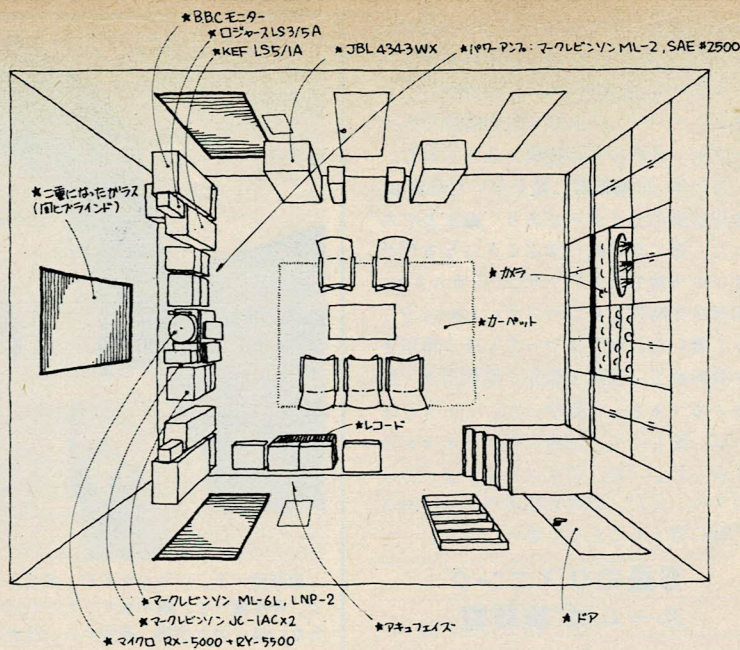 ★BBCモニター
★ロジャースLS3/5A
★KEF LS5/1A
★JBL 4343WX
★パワーアンプ:マークレビンソン ML-2, SAE #2500
★二重になったガラス
(間にブラインド)
★カメラ
★カーペット
★レコード
★マークレビンソン ML-6L, LNP-2
★マークレビンソン JC-1AC×2
★マイクロ RX-5000+RY-5500
★アキュフェイズ
★ドア